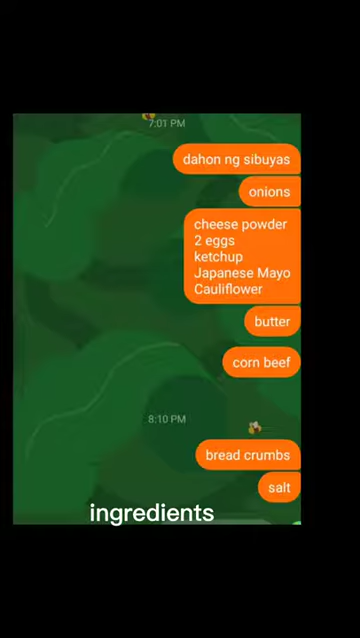 7:01 PM
dahon ng sibuyas
onions
cheese powder
2 eggs
ketchup
Japanese Mayo
Cauliflower
butter
corn beef
8:10 PM
bread crumbs
salt
ingredients